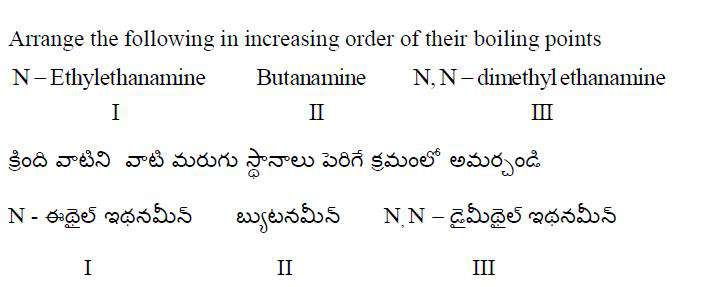 Arrange the following in increasing order of their boiling points
N – Ethylethanamine Butanamine N, N – dimethyl ethanamine
I II III
క్రింది వాటిని వాటి మరుగు స్థానాలు పెరిగే క్రమంలో అమర్చండి
N - ఈథైల్ ఇథనమీన్ బ్యుటనమీన్ N, N – డైమీథైల్ ఇథనమీన్
I II III